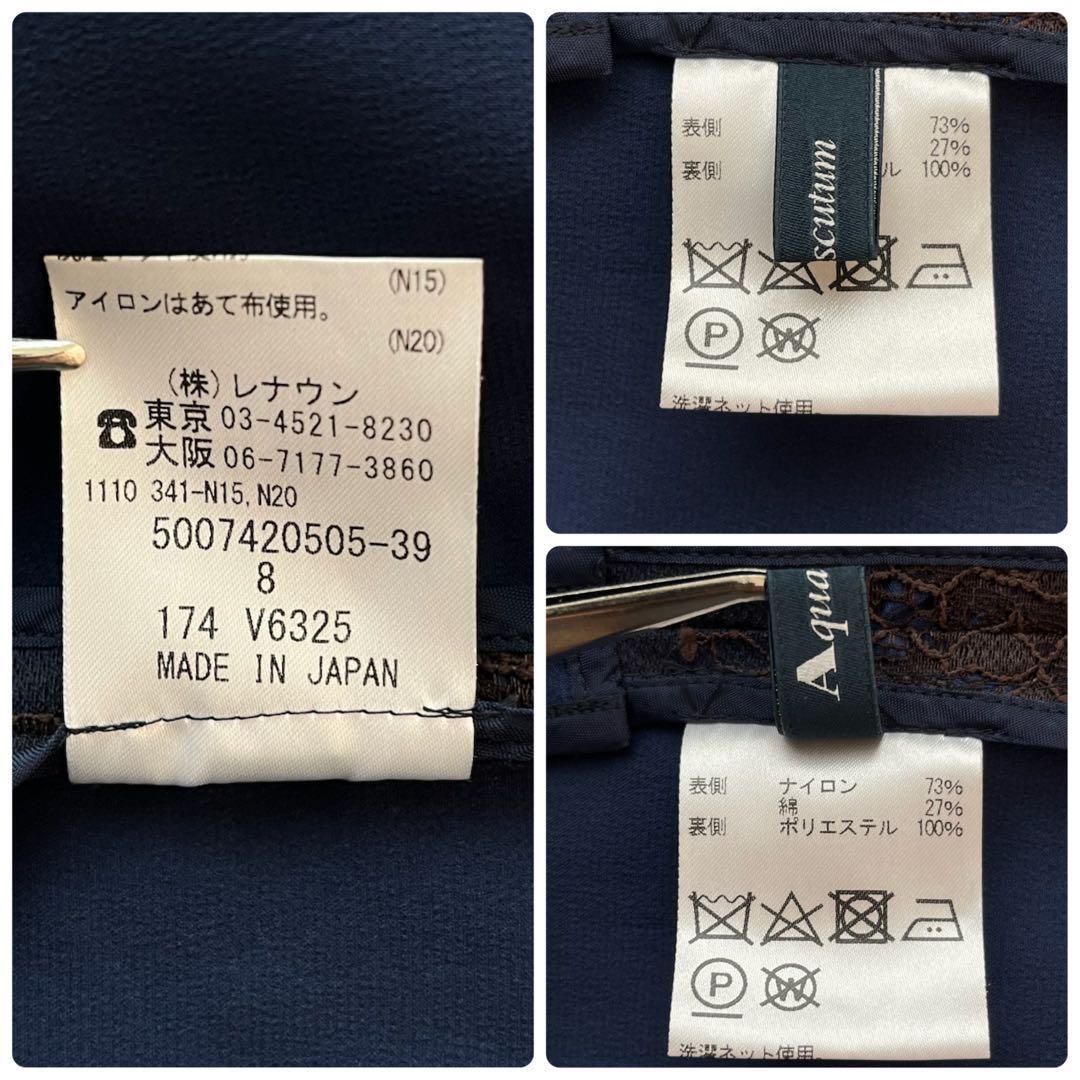 (N15)
アイロンはあて布使用。
(N20)
(株)レナウン
東京 03-4521-8230
大阪 06-7177-3860
1110 341-N15, N20
5007420505-39
8
174 V6325
MADE IN JAPAN
表側 73%
27%
裏側 ル 100%
scutum
P
W
洗濯ネット使用。
Aqua
表側 ナイロン 73%
綿 27%
裏側 ポリエステル 100%
P
W
洗濯ネット使用。